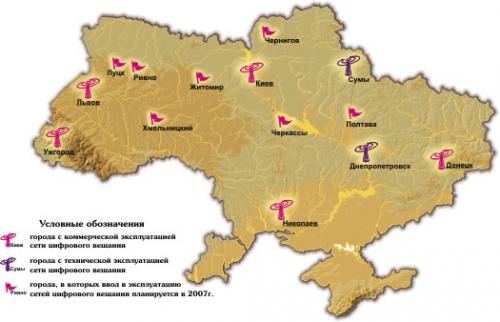 Чернигов
Луцк
Ривно
Житомир
Киев
Сумы
Львов
Хмельницкий
Черкассы
Полтава
Ужгород
Днепропетровск
Донецк
Николаев
Условные обозначения
города с коммерческой эксплуатацией
Киев
сети цифрового вещания
города с технической эксплуатацией
Сумы
сети цифрового вещания
города, в которых ввод в эксплуатацию
Ривно
сетей цифрового вещания планируется в 2007г.